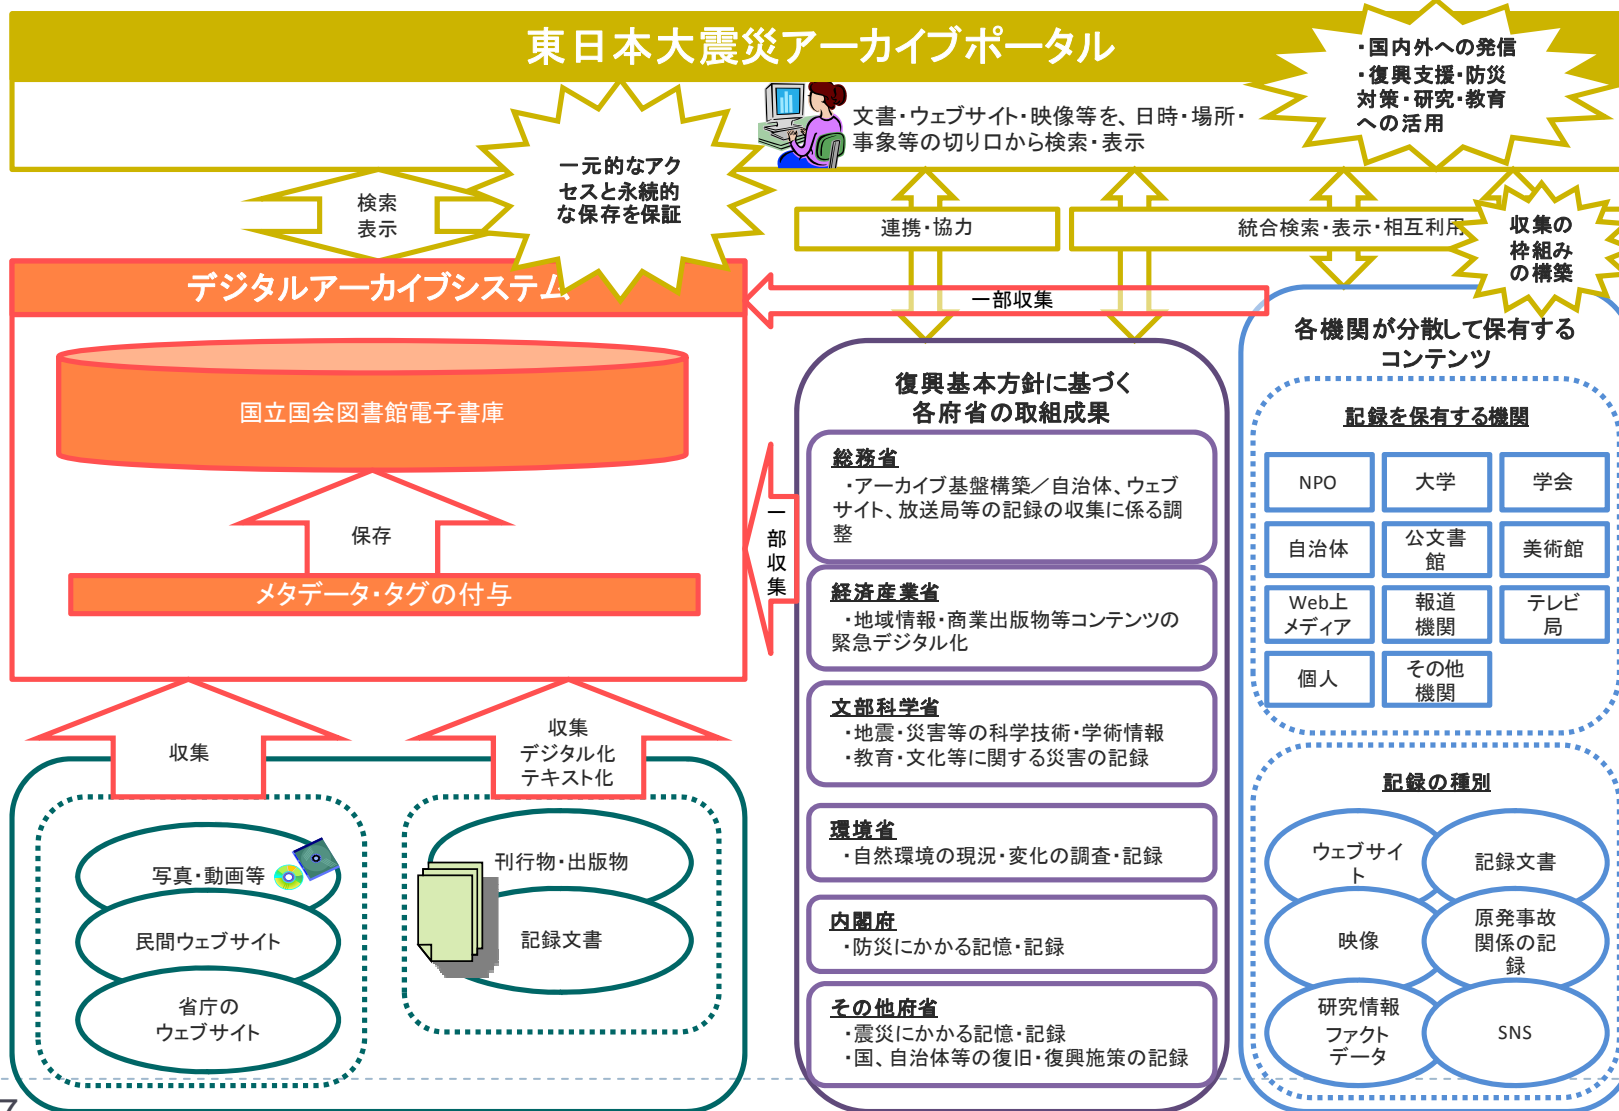 東日本大震災アーカイブポータル
・国内外への発信
・復興支援・防災
対策・研究・教育
への活用
文書・ウェブサイト・映像等を、日時・場所・
事象等の切り口から検索・表示
一元的なアク
セスと永続的
な保存を保証
検索
表示
連携・協力
統合検索・表示・相互利用
収集の
枠組み
の構築
デジタルアーカイブシステム
一部収集
国立国会図書館電子書庫
保存
メタデータ・タグの付与
一
部
収
集
収集
収集
デジタル化
テキスト化
写真・動画等
民間ウェブサイト
省庁の
ウェブサイト
刊行物・出版物
記録文書
復興基本方針に基づく
各府省の取組成果
総務省
・アーカイブ基盤構築／自治体、ウェブ
サイト、放送局等の記録の収集に係る調
整
経済産業省
・地域情報・商業出版物等コンテンツの
緊急デジタル化
文部科学省
・地震・災害等の科学技術・学術情報
・教育・文化等に関する災害の記録
環境省
・自然環境の現況・変化の調査・記録
内閣府
・防災にかかる記憶・記録
その他府省
・震災にかかる記憶・記録
・国、自治体等の復旧・復興施策の記録
各機関が分散して保有する
コンテンツ
記録を保有する機関
NPO
大学
学会
自治体
公文書
館
美術館
Web上
メディア
報道
機関
テレビ
局
個人
その他
機関
記録の種別
ウェブサイ
ト
記録文書
映像
原発事故
関係の記
録
研究情報
ファクト
データ
SNS